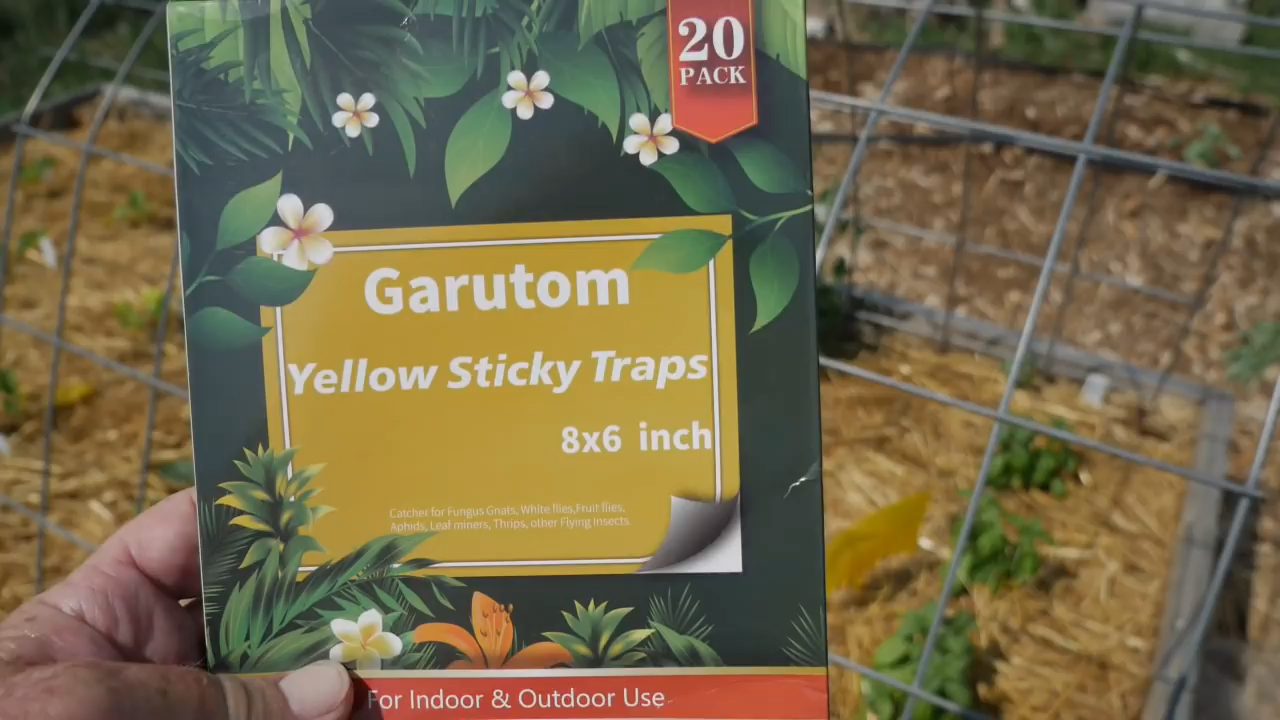 20
PACK
Garutom
Yellow Sticky Traps
8x6 inch
Catcher for Fungus Gnats, White flies,Fruit flies,
Aphids, Leaf miners, Thrips, other Flying Insects
For Indoor & Outdoor Use